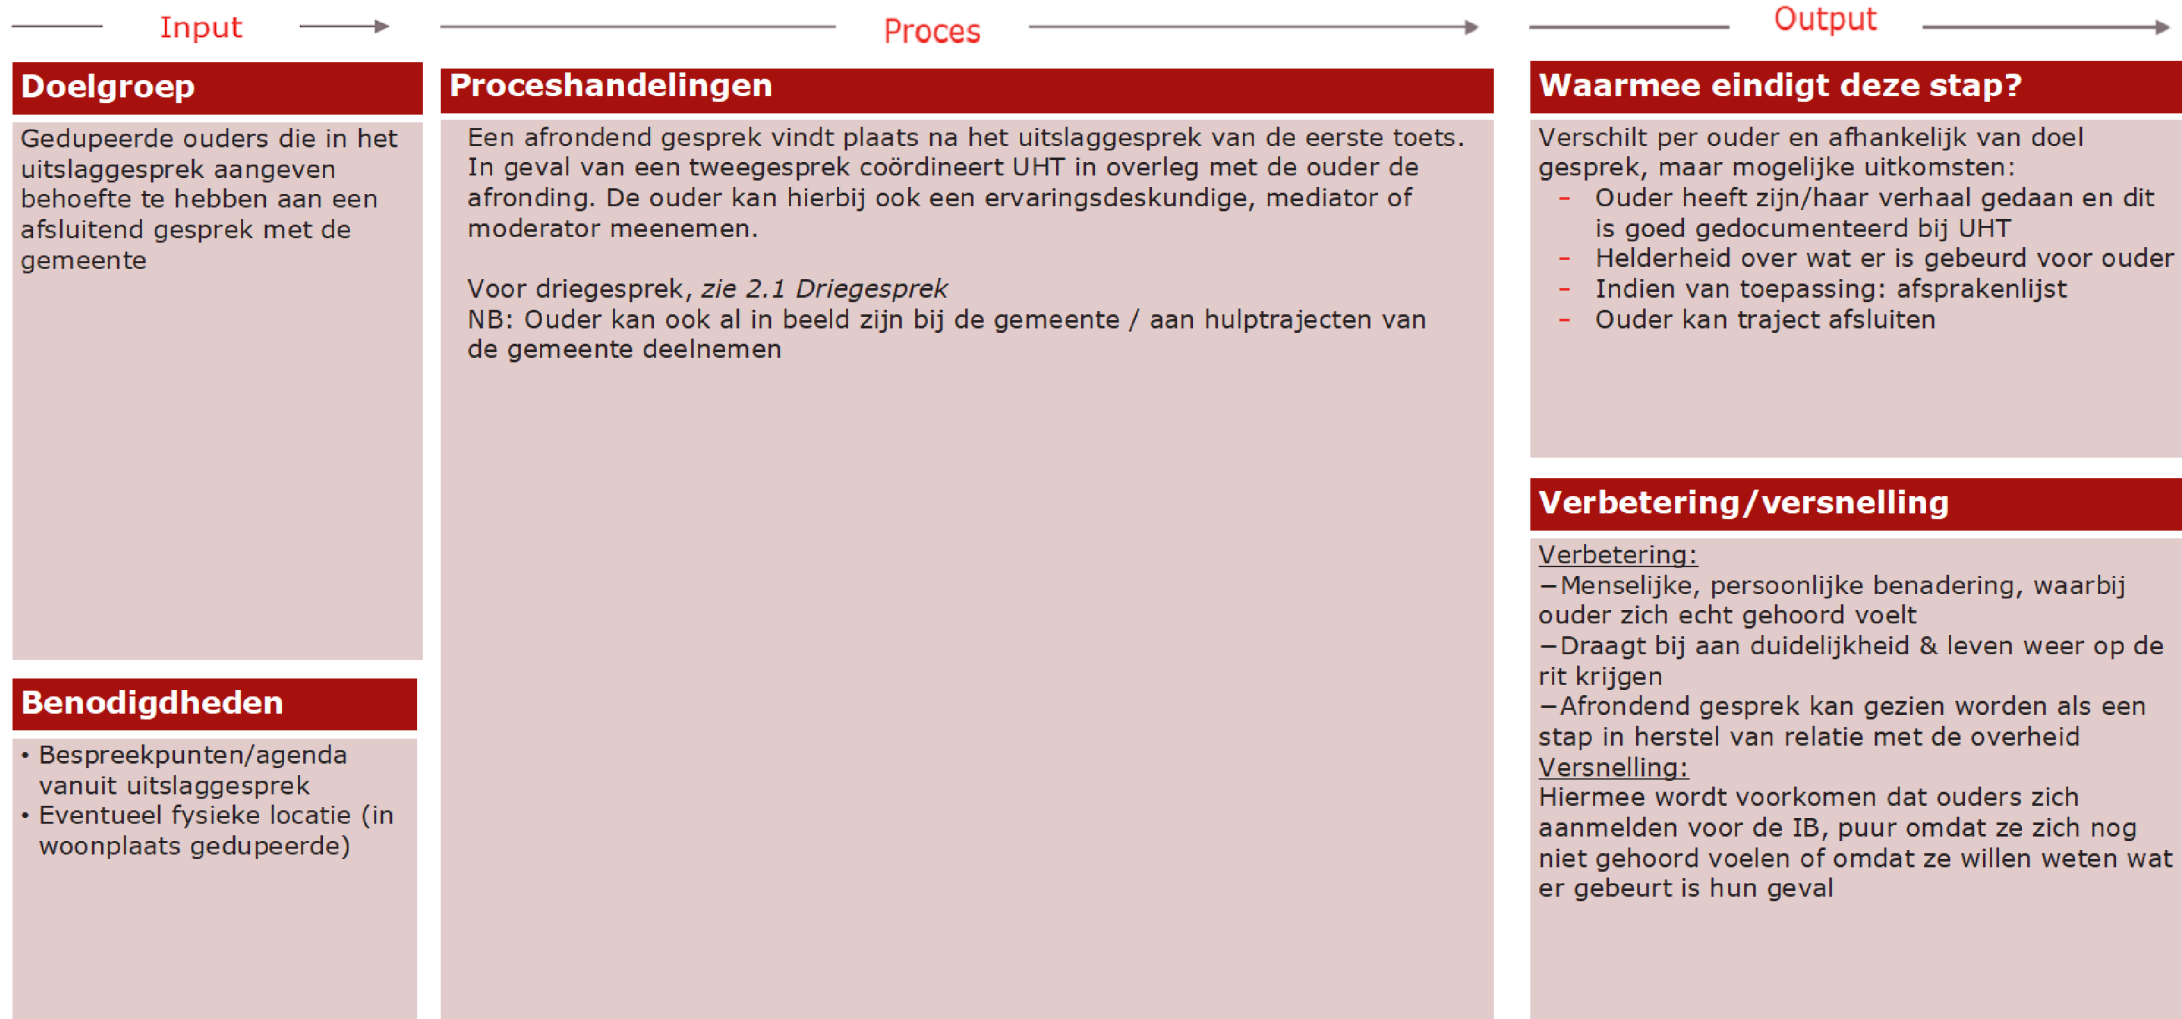 Input
Proces
Output
Doelgroep
Gedupeerde ouders die in het
uitslaggesprek aangeven
behoefte te hebben aan een
afsluitend gesprek met de
gemeente
Benodigdheden
• Bespreekpunten/agenda
vanuit uitslaggesprek
• Eventueel fysieke locatie (in
woonplaats gedupeerde)
Proceshandelingen
Een afrondend gesprek vindt plaats na het uitslaggesprek van de eerste toets.
In geval van een tweegesprek coördineert UHT in overleg met de ouder de
afronding. De ouder kan hierbij ook een ervaringsdeskundige, mediator of
moderator meenemen.
Voor driegesprek, zie 2.1 Driegesprek
NB: Ouder kan ook al in beeld zijn bij de gemeente / aan hulptrajecten van
de gemeente deelnemen
Waarmee eindigt deze stap?
Verschilt per ouder en afhankelijk van doel
gesprek, maar mogelijke uitkomsten:
– Ouder heeft zijn/haar verhaal gedaan en dit
is goed gedocumenteerd bij UHT
– Helderheid over wat er is gebeurd voor ouder
– Indien van toepassing: afsprakenlijst
– Ouder kan traject afsluiten
Verbetering/versnelling
Verbetering:
−Menselijke, persoonlijke benadering, waarbij
ouder zich echt gehoord voelt
−Draagt bij aan duidelijkheid & leven weer op de
rit krijgen
−Afrondend gesprek kan gezien worden als een
stap in herstel van relatie met de overheid
Versnelling:
Hiermee wordt voorkomen dat ouders zich
aanmelden voor de IB, puur omdat ze zich nog
niet gehoord voelen of omdat ze willen weten wat
er gebeurt is hun geval